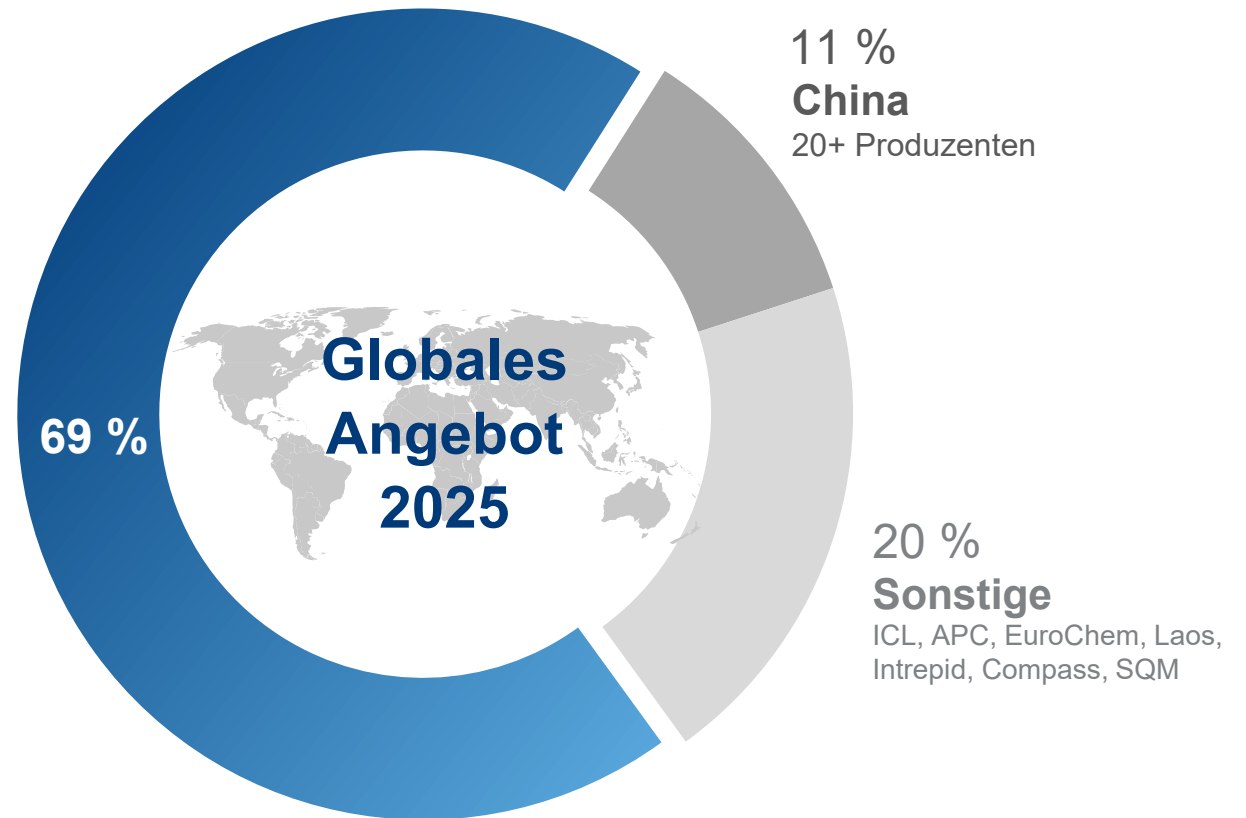 11 %
China
20+ Produzenten
Globales
Angebot
2025
69 %
20 %
Sonstige
ICL, APC, EuroChem, Laos,
Intrepid, Compass, SQM